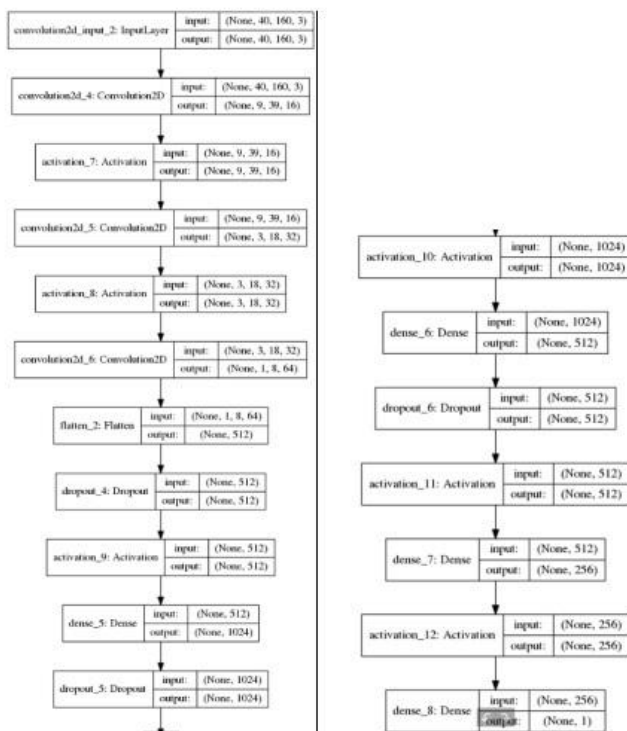 convolution2d_input_2: InputLayer input: (None, 40, 160, 3)
output: (None, 40, 160, 3)
convolution2d_4: Convolution2D input: (None, 40, 160, 3)
output: (None, 9, 39, 16)
activation_7: Activation input: (None, 9, 39, 16)
output: (None, 9, 39, 16)
convolution2d_5: Convolution2D input: (None, 9, 39, 16)
output: (None, 3, 18, 32)
activation_8: Activation input: (None, 3, 18, 32)
output: (None, 3, 18, 32)
convolution2d_6: Convolution2D input: (None, 3, 18, 32)
output: (None, 1, 8, 64)
flatten_2: Flatten input: (None, 1, 8, 64)
output: (None, 512)
dropout_4: Dropout input: (None, 512)
output: (None, 512)
activation_9: Activation input: (None, 512)
output: (None, 512)
dense_5: Dense input: (None, 512)
output: (None, 1024)
dropout_5: Dropout input: (None, 1024)
output: (None, 1024)
activation_10: Activation input: (None, 1024)
output: (None, 1024)
dense_6: Dense input: (None, 1024)
output: (None, 512)
dropout_6: Dropout input: (None, 512)
output: (None, 512)
activation_11: Activation input: (None, 512)
output: (None, 512)
dense_7: Dense input: (None, 512)
output: (None, 256)
activation_12: Activation input: (None, 256)
output: (None, 256)
dense_8: Dense input: (None, 256)
output: (None, 1)